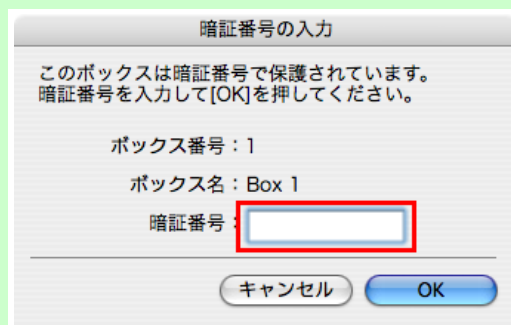 暗証番号の入力
このボックスは暗証番号で保護されています。
暗証番号を入力して[OK]を押してください。
ボックス番号：1
ボックス名：Box 1
暗証番号：
キャンセル OK